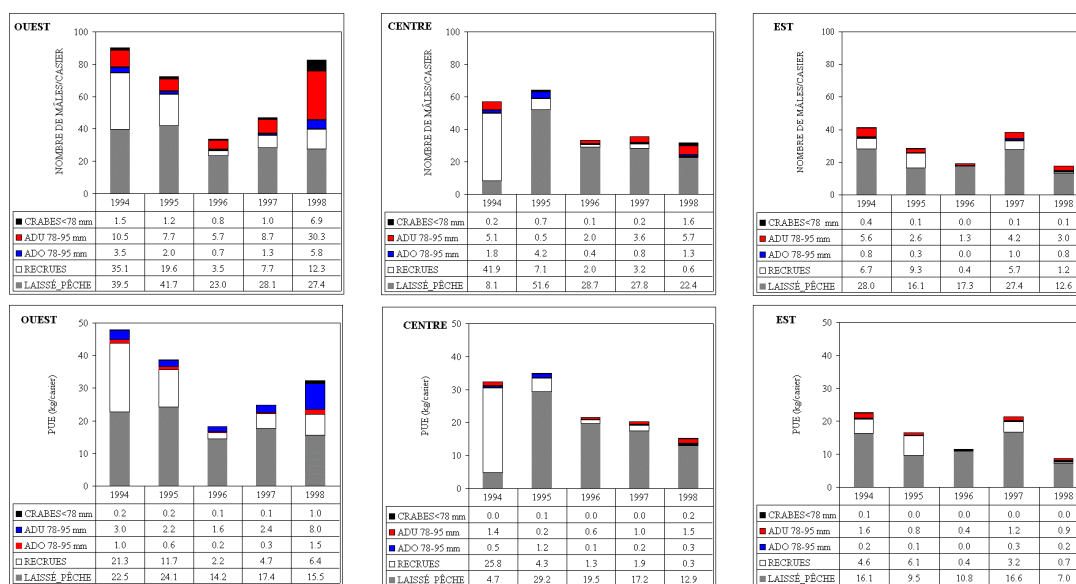 OUEST
NOMBRE DE MÂLES/CASIER
100
80
60
40
20
0
1994 1995 1996 1997 1998
CRABES<78 mm 1.5 1.2 0.8 1.0 6.9
ADU 78-95 mm 10.5 7.7 5.7 8.7 30.3
ADO 78-95 mm 3.5 2.0 0.7 1.3 5.8
RECRUES 35.1 19.6 3.5 7.7 12.3
LAISSÉ_PÊCHE 39.5 41.7 23.0 28.1 27.4
CENTRE
NOMBRE DE MÂLES/CASIER
100
80
60
40
20
0
1994 1995 1996 1997 1998
CRABES<78 mm 0.2 0.7 0.1 0.2 1.6
ADU 78-95 mm 5.1 0.5 2.0 3.6 5.7
ADO 78-95 mm 1.8 4.2 0.4 0.8 1.3
RECRUES 41.9 7.1 2.0 3.2 0.6
LAISSÉ_PÊCHE 8.1 51.6 28.7 27.8 22.4
EST
NOMBRE DE MÂLES/CASIER
100
80
60
40
20
0
1994 1995 1996 1997 1998
CRABES<78 mm 0.4 0.1 0.0 0.1 0.1
ADU 78-95 mm 5.6 2.6 1.3 4.2 3.0
ADO 78-95 mm 0.8 0.3 0.0 1.0 0.8
RECRUES 6.7 9.3 0.4 5.7 1.2
LAISSÉ_PÊCHE 28.0 16.1 17.3 27.4 12.6
OUEST
PUE (kg/casier)
50
40
30
20
10
0
1994 1995 1996 1997 1998
CRABES<78 mm 0.2 0.2 0.1 0.1 1.0
ADU 78-95 mm 3.0 2.2 1.6 2.4 8.0
ADO 78-95 mm 1.0 0.6 0.2 0.3 1.5
RECRUES 21.3 11.7 2.2 4.7 6.4
LAISSÉ_PÊCHE 22.5 24.1 14.2 17.4 15.5
CENTRE
PUE (kg/casier)
50
40
30
20
10
0
1994 1995 1996 1997 1998
CRABES<78 mm 0.0 0.1 0.0 0.0 0.2
ADU 78-95 mm 1.4 0.2 0.6 1.0 1.5
ADO 78-95 mm 0.5 1.2 0.1 0.2 0.3
RECRUES 25.8 4.3 1.3 1.9 0.3
LAISSÉ_PÊCHE 4.7 29.2 19.5 17.2 12.9
EST
PUE (kg/casier)
50
40
30
20
10
0
1994 1995 1996 1997 1998
CRABES<78 mm 0.1 0.0 0.0 0.0 0.0
ADU 78-95 mm 1.6 0.8 0.4 1.2 0.9
ADO 78-95 mm 0.2 0.1 0.0 0.3 0.2
RECRUES 4.6 6.1 0.4 3.2 0.7
LAISSÉ_PÊCHE 16.1 9.5 10.8 16.6 7.0